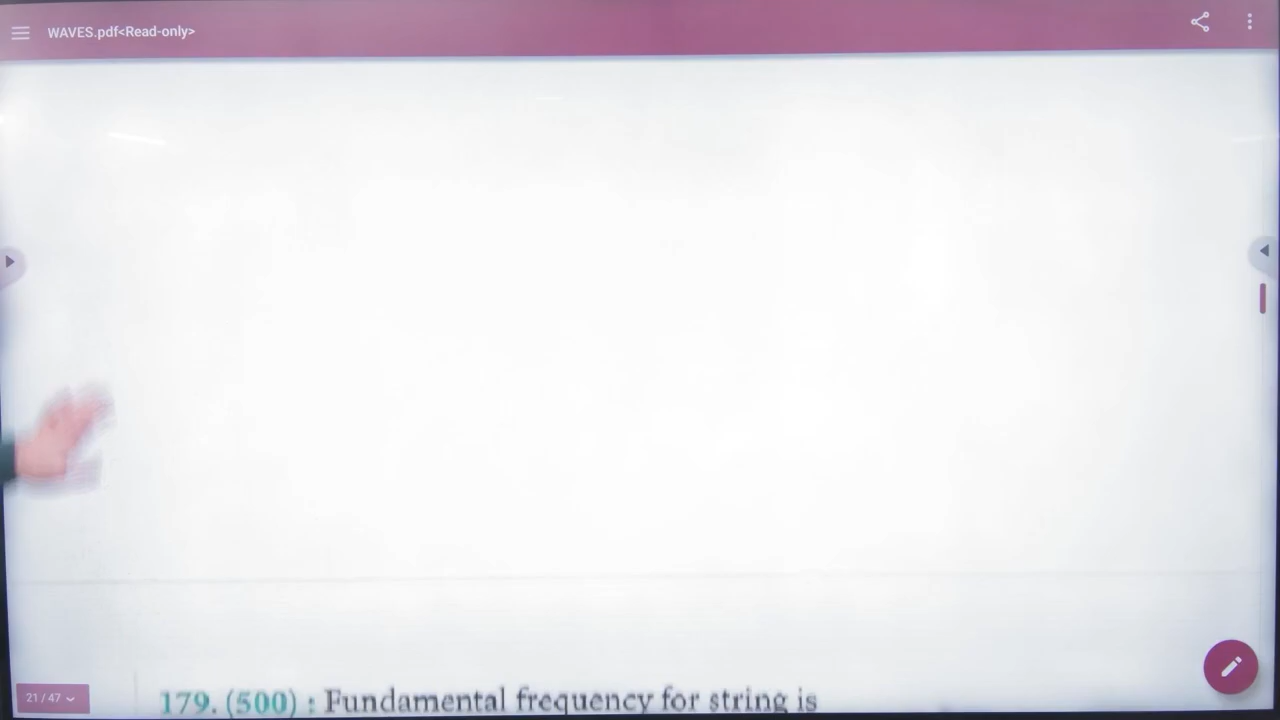 WAVES.pdf<Read-only>
21 / 47
179. (500) : Fundamental frequency for string is